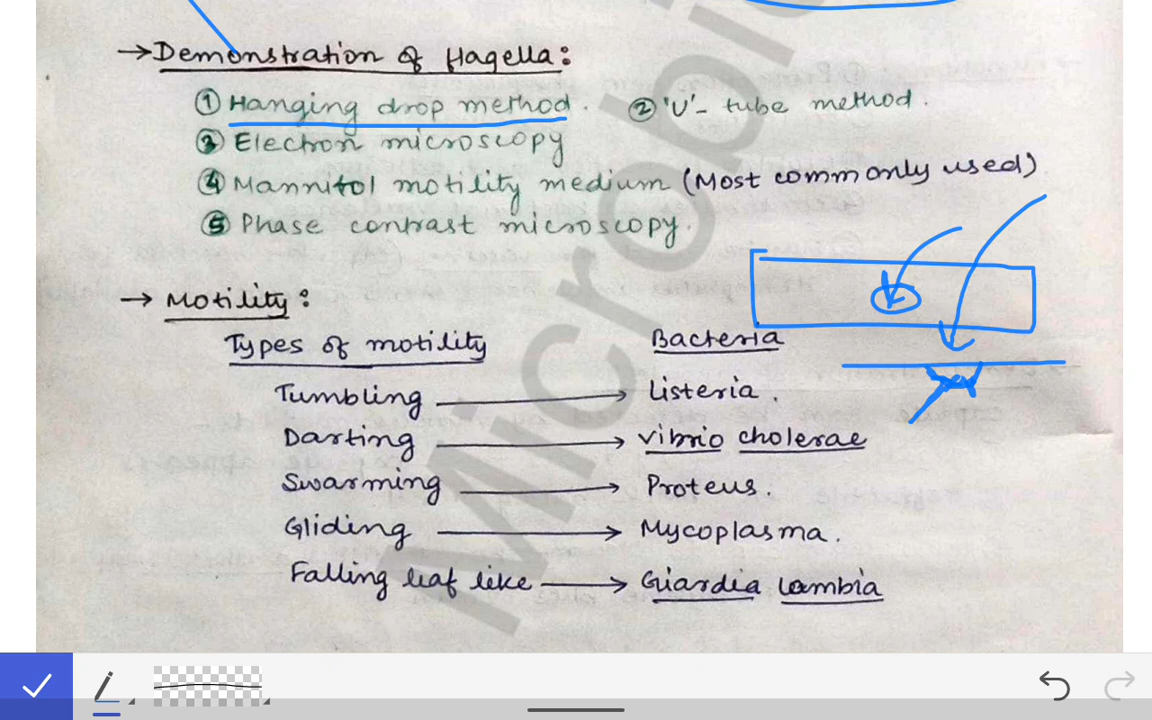 → Demonstration of flagella :
① Hanging drop method. ② 'U'- tube method.
③ Electron microscopy
④ Mannitol motility medium (Most commonly used)
⑤ Phase contrast microscopy.
→ Motility :
Types of motility Bacteria
Tumbling → Listeria.
Darting → vibrio cholerae
Swarming → Proteus.
Gliding → Mycoplasma.
Falling leaf like → Giardia lambia
Microbi